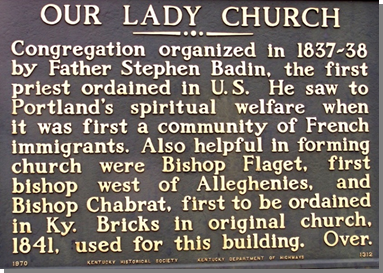 OUR LADY CHURCH
Congregation organized in 1837-38
by Father Stephen Badin, the first
priest ordained in U.S. He saw to
Portland's spiritual welfare when
it was first a community of French
immigrants. Also helpful in forming
church were Bishop Flaget, first
bishop west of Alleghenies, and
Bishop Chabrat, first to be ordained
in Ky. Bricks in original church,
1841, used for this building. Over.
1970 KENTUCKY HISTORICAL SOCIETY KENTUCKY DEPARTMENT OF HIGHWAYS 1312